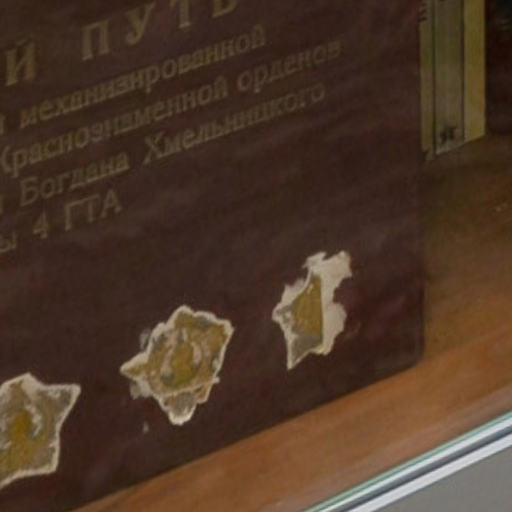 Й ПУТЬ
механизированной
Краснознаменной орденов
Богдана Хмельницкого
ы 4 ГТА